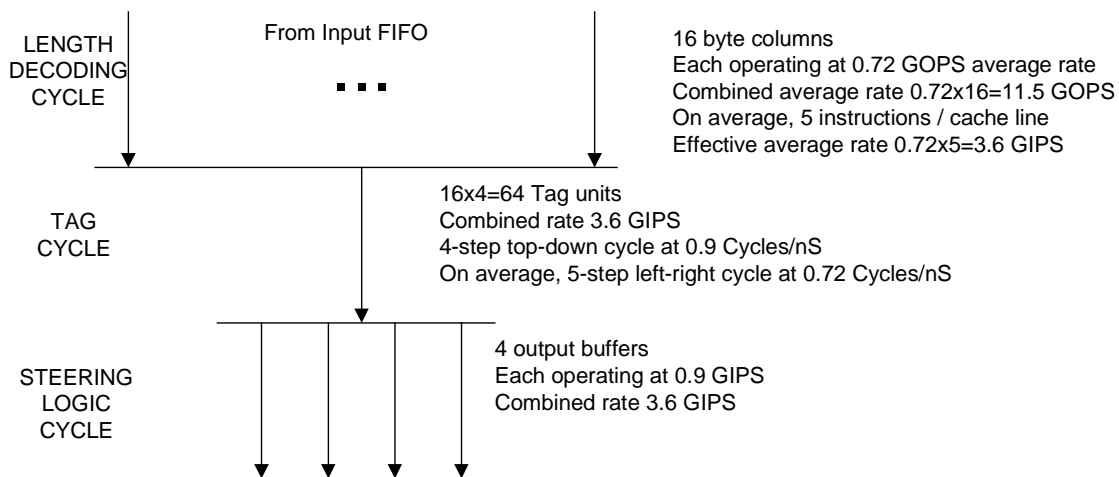 From Input FIFO
LENGTH
DECODING
CYCLE
16 byte columns
Each operating at 0.72 GOPS average rate
Combined average rate 0.72x16=11.5 GOPS
On average, 5 instructions / cache line
Effective average rate 0.72x5=3.6 GIPS
TAG
CYCLE
16x4=64 Tag units
Combined rate 3.6 GIPS
4-step top-down cycle at 0.9 Cycles/nS
On average, 5-step left-right cycle at 0.72 Cycles/nS
STEERING
LOGIC
CYCLE
4 output buffers
Each operating at 0.9 GIPS
Combined rate 3.6 GIPS